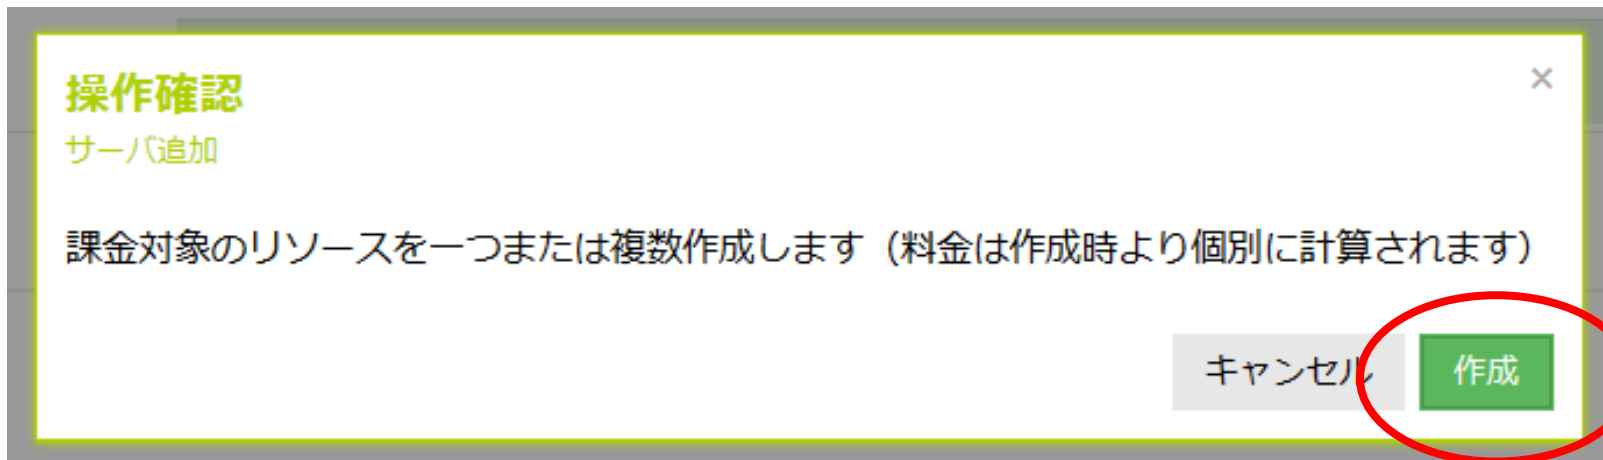 操作確認
×
サーバ追加
課金対象のリソースを一つまたは複数作成します（料金は作成時より個別に計算されます）
キャンセル
作成